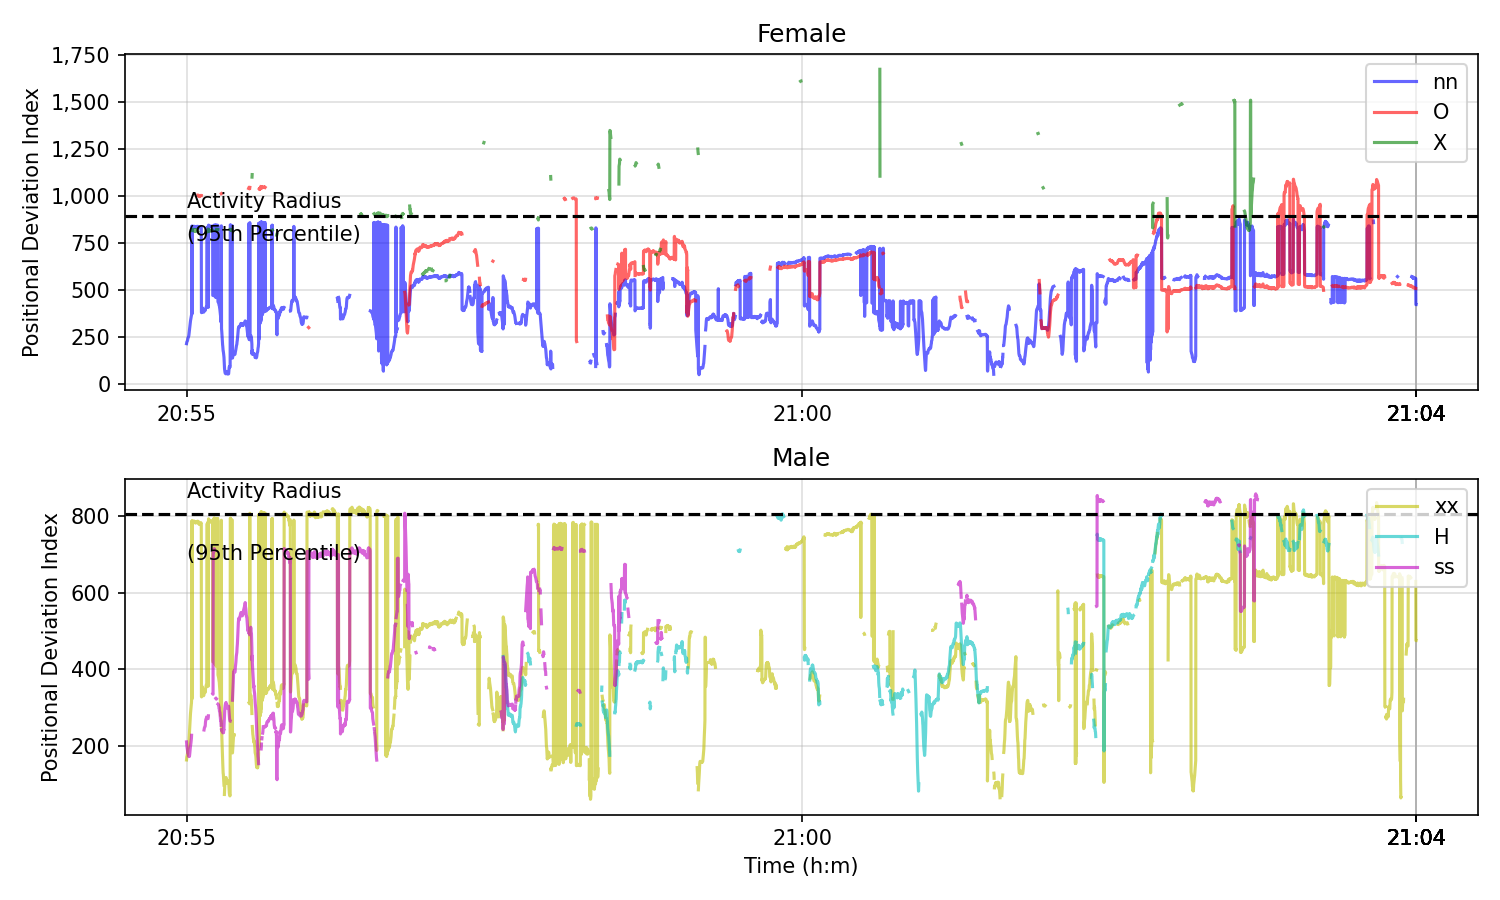 Female
Positional Deviation Index
1,750
1,500
1,250
1,000
750
500
250
0
Activity Radius
(95th Percentile)
nn
O
X
20:55
21:00
21:04
Male
Positional Deviation Index
800
600
400
200
Activity Radius
(95th Percentile)
xx
H
ss
20:55
21:00
21:04
Time (h:m)